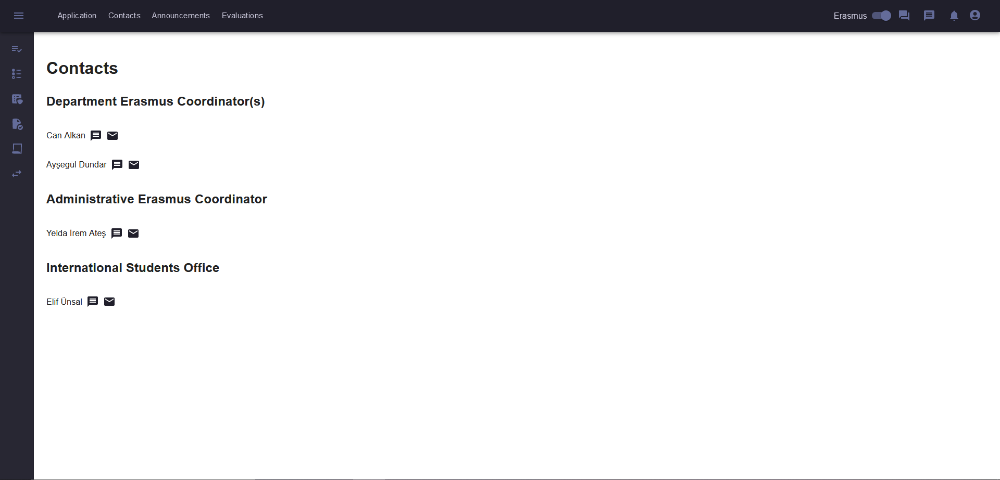 Application Contacts Announcements Evaluations Erasmus
Contacts
Department Erasmus Coordinator(s)
Can Alkan
Ayşegül Dündar
Administrative Erasmus Coordinator
Yelda İrem Ateş
International Students Office
Elif Ünsal